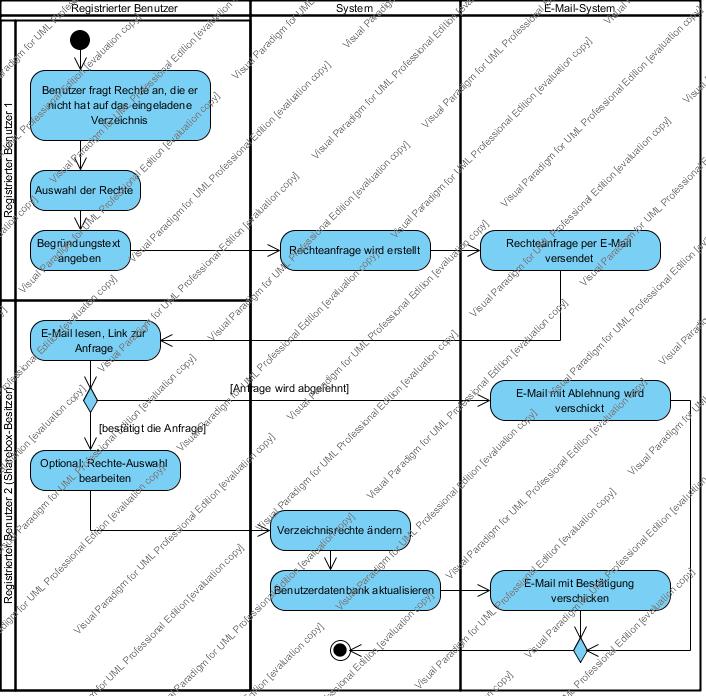 Registrierter Benutzer
System
E-Mail-System
Registrierter Benutzer 1
Benutzer fragt Rechte an, die er
nicht hat auf das eingeladene
Verzeichnis
Auswahl der Rechte
Begründungstext
angeben
Rechteanfrage wird erstellt
Rechteanfrage per E-Mail
versendet
Registrierter Benutzer 2 (Sharebox-Besitzer)
E-Mail lesen, Link zur
Anfrage
[Anfrage wird abgelehnt]
E-Mail mit Ablehnung wird
verschickt
[bestätigt die Anfrage]
Optional: Rechte-Auswahl
bearbeiten
Verzeichnisrechte ändern
Benutzerdatenbank aktualisieren
E-Mail mit Bestätigung
verschicken
Visual Paradigm for UML Professional Edition [evaluation copy]